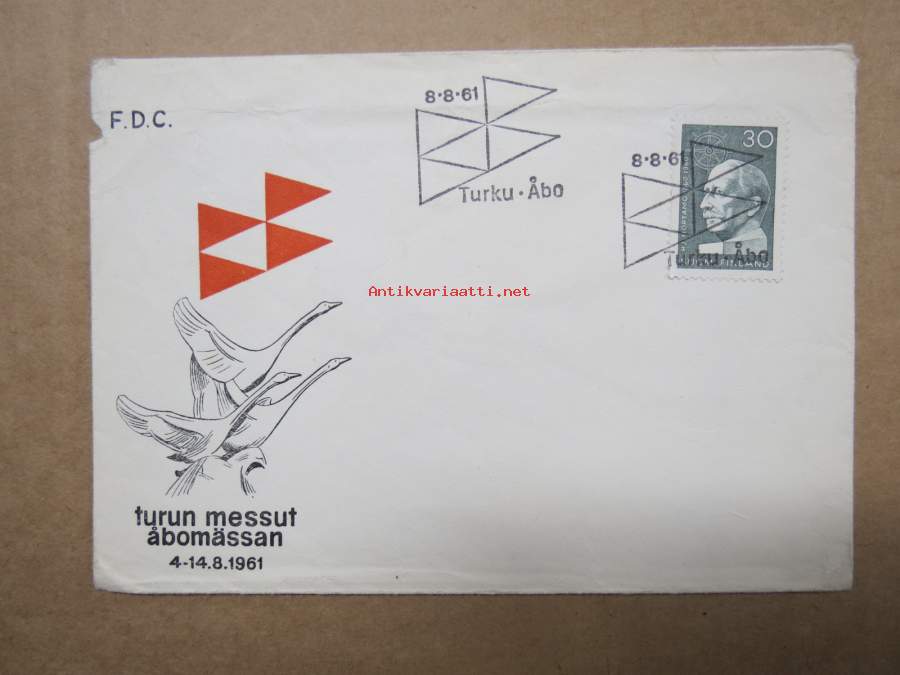 F.D.C.
8·8·61
Turku · Åbo
30
8·8·61
Turku · Åbo
FINLAND
Antikvariaatti.net
turun messut
åbomässan
4-14.8.1961